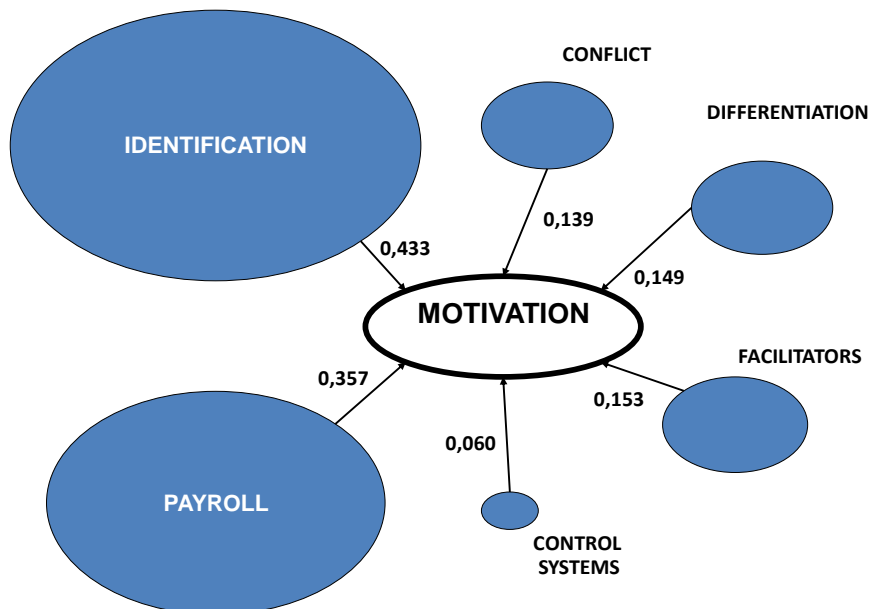 CONFLICT
DIFFERENTIATION
IDENTIFICATION
0,139
0,433
0,149
MOTIVATION
FACILITATORS
0,357
0,153
0,060
PAYROLL
CONTROL
SYSTEMS